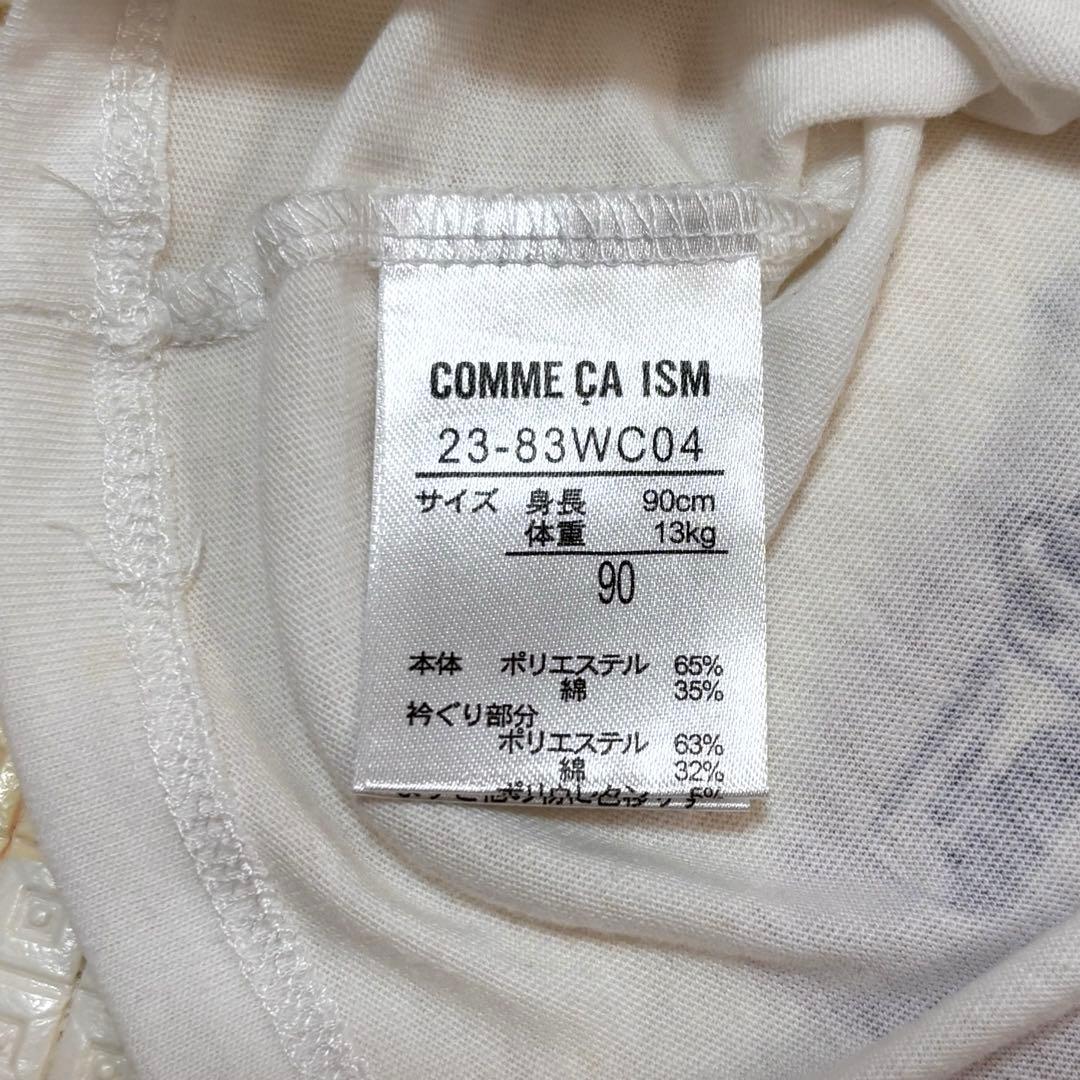 COMME ÇA ISM
23-83WC04
サイズ 身長 90cm
体重 13kg
90
本体 ポリエステル 65%
綿 35%
衿ぐり部分
ポリエステル 63%
綿 32%
5%